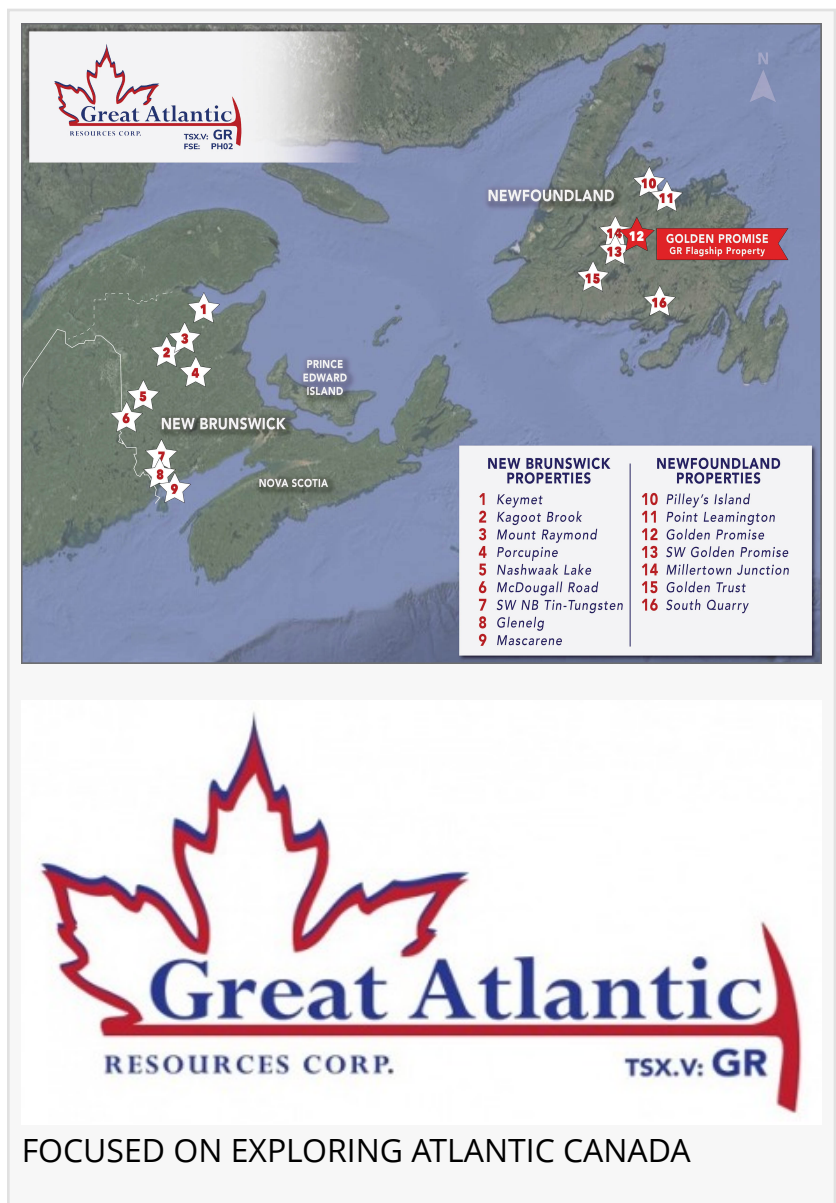 Great Atlantic
RESOURCES CORP.
TSX.V: GR
FSE: PH02
N
NEWFOUNDLAND
10
11
14
12
GOLDEN PROMISE
GR Flagship Property
13
15
16
1
3
2
4
5
6
NEW BRUNSWICK
7
8
9
PRINCE
EDWARD
ISLAND
NOVA SCOTIA
NEW BRUNSWICK
PROPERTIES
1 Keymet
2 Kagoot Brook
3 Mount Raymond
4 Porcupine
5 Nashwaak Lake
6 McDougall Road
7 SW NB Tin-Tungsten
8 Glenelg
9 Mascarene
NEWFOUNDLAND
PROPERTIES
10 Pilley's Island
11 Point Leamington
12 Golden Promise
13 SW Golden Promise
14 Millertown Junction
15 Golden Trust
16 South Quarry
Great Atlantic
RESOURCES CORP.
TSX.V: GR
FOCUSED ON EXPLORING ATLANTIC CANADA